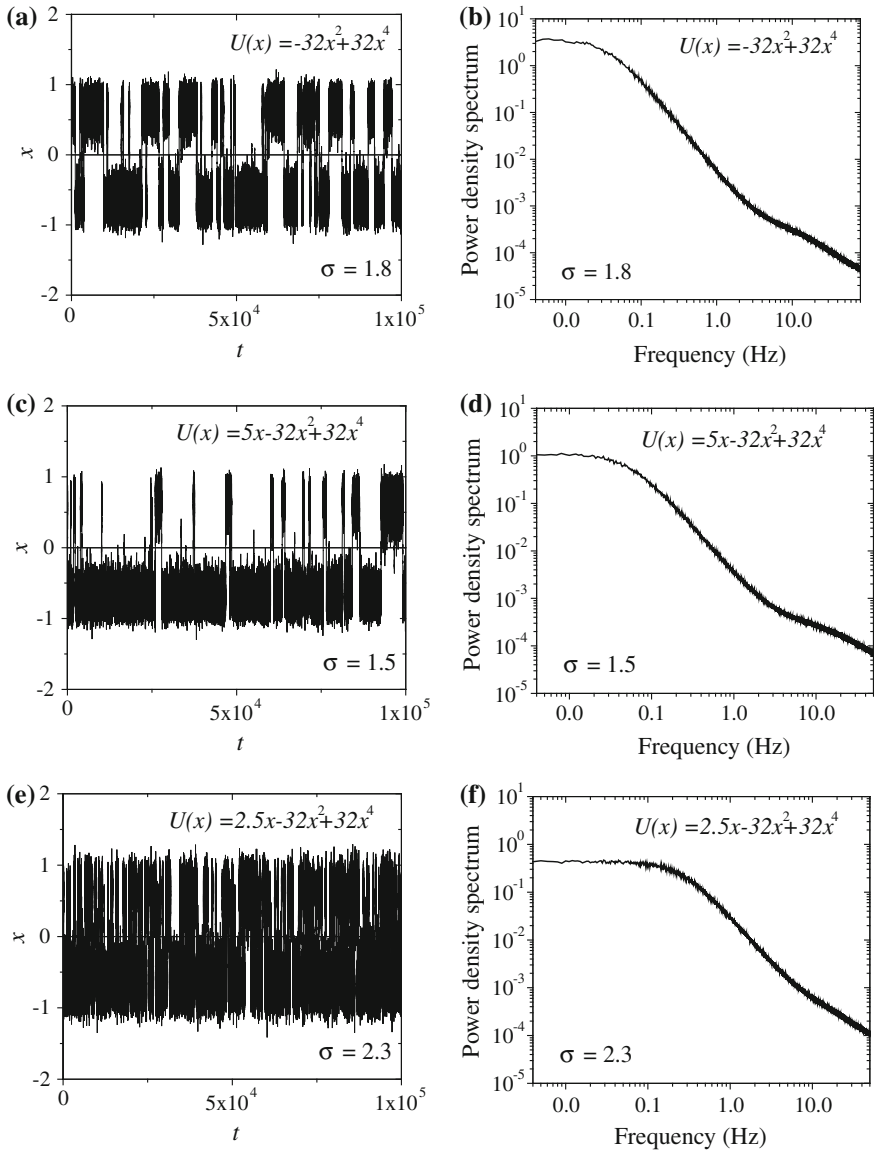 (a)
2
1
0
-1
-2
x
U(x) =-32x²+32x⁴
σ = 1.8
0
5x10⁴
1x10⁵
t
(b)
10¹
10⁰
10⁻¹
10⁻²
10⁻³
10⁻⁴
10⁻⁵
Power density spectrum
U(x) =-32x²+32x⁴
σ = 1.8
0.0
0.1
1.0
10.0
Frequency (Hz)
(c)
2
1
0
-1
-2
x
U(x) =5x-32x²+32x⁴
σ = 1.5
0
5x10⁴
1x10⁵
t
(d)
10¹
10⁰
10⁻¹
10⁻²
10⁻³
10⁻⁴
10⁻⁵
Power density spectrum
U(x) =5x-32x²+32x⁴
σ = 1.5
0.0
0.1
1.0
10.0
Frequency (Hz)
(e)
2
1
0
-1
-2
x
U(x) =2.5x-32x²+32x⁴
σ = 2.3
0
5x10⁴
1x10⁵
t
(f)
10¹
10⁰
10⁻¹
10⁻²
10⁻³
10⁻⁴
10⁻⁵
Power density spectrum
U(x) =2.5x-32x²+32x⁴
σ = 2.3
0.0
0.1
1.0
10.0
Frequency (Hz)